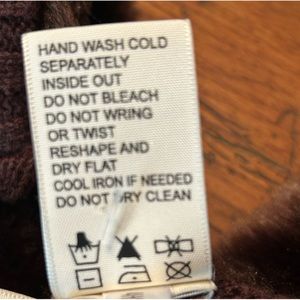 HAND WASH COLD
SEPARATELY
INSIDE OUT
DO NOT BLEACH
DO NOT WRING
OR TWIST
RESHAPE AND
DRY FLAT
COOL IRON IF NEEDED
DO NOT DRY CLEAN